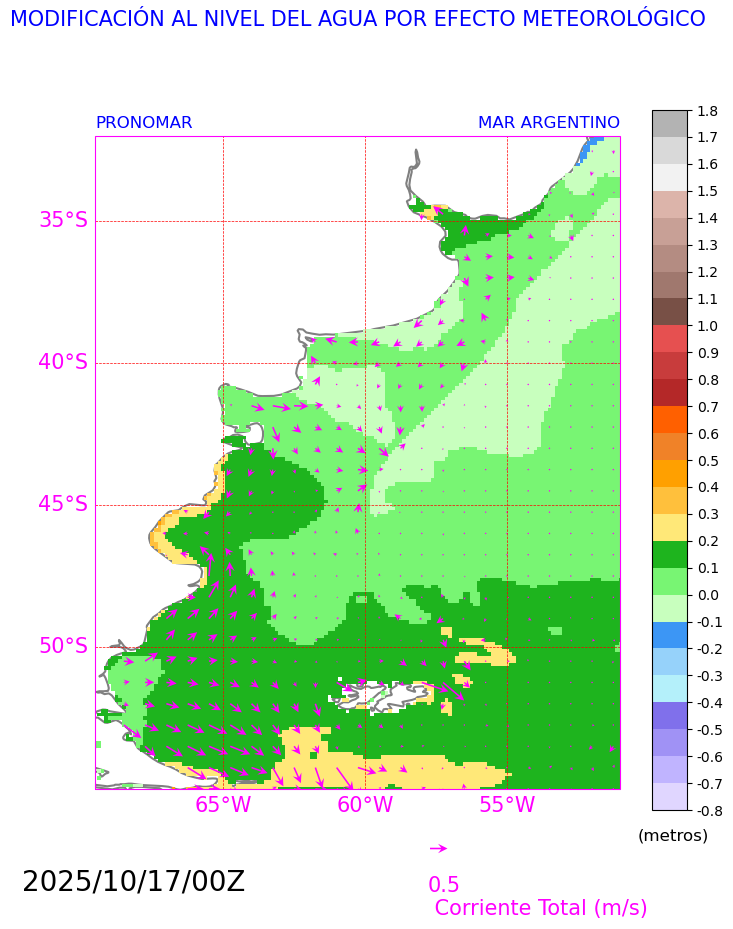 MODIFICACIÓN AL NIVEL DEL AGUA POR EFECTO METEOROLÓGICO
PRONOMAR
MAR ARGENTINO
35°S
40°S
45°S
50°S
65°W
60°W
55°W
1.8
1.7
1.6
1.5
1.4
1.3
1.2
1.1
1.0
0.9
0.8
0.7
0.6
0.5
0.4
0.3
0.2
0.1
0.0
-0.1
-0.2
-0.3
-0.4
-0.5
-0.6
-0.7
-0.8
(metros)
2025/10/17/00Z
0.5
Corriente Total (m/s)